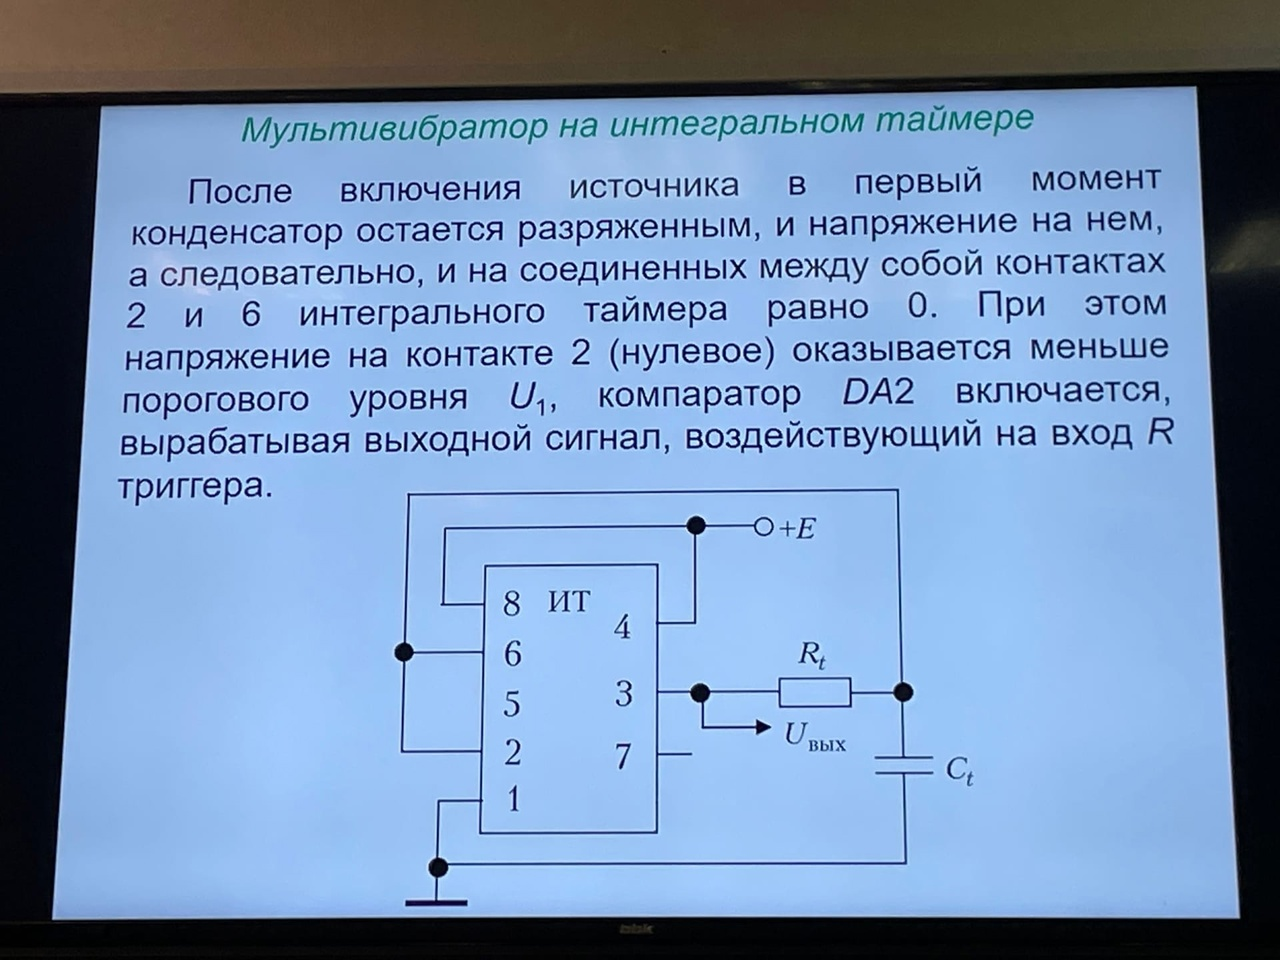 Мультивибратор на интегральном таймере
После включения источника в первый момент
конденсатор остается разряженным, и напряжение на нем,
а следовательно, и на соединенных между собой контактах
2 и 6 интегрального таймера равно 0. При этом
напряжение на контакте 2 (нулевое) оказывается меньше
порогового уровня U₁, компаратор DA2 включается,
вырабатывая выходной сигнал, воздействующий на вход R
триггера.
+E
8 ИТ
4
6
Rt
5
3
Uвых
2
7
Ct
1